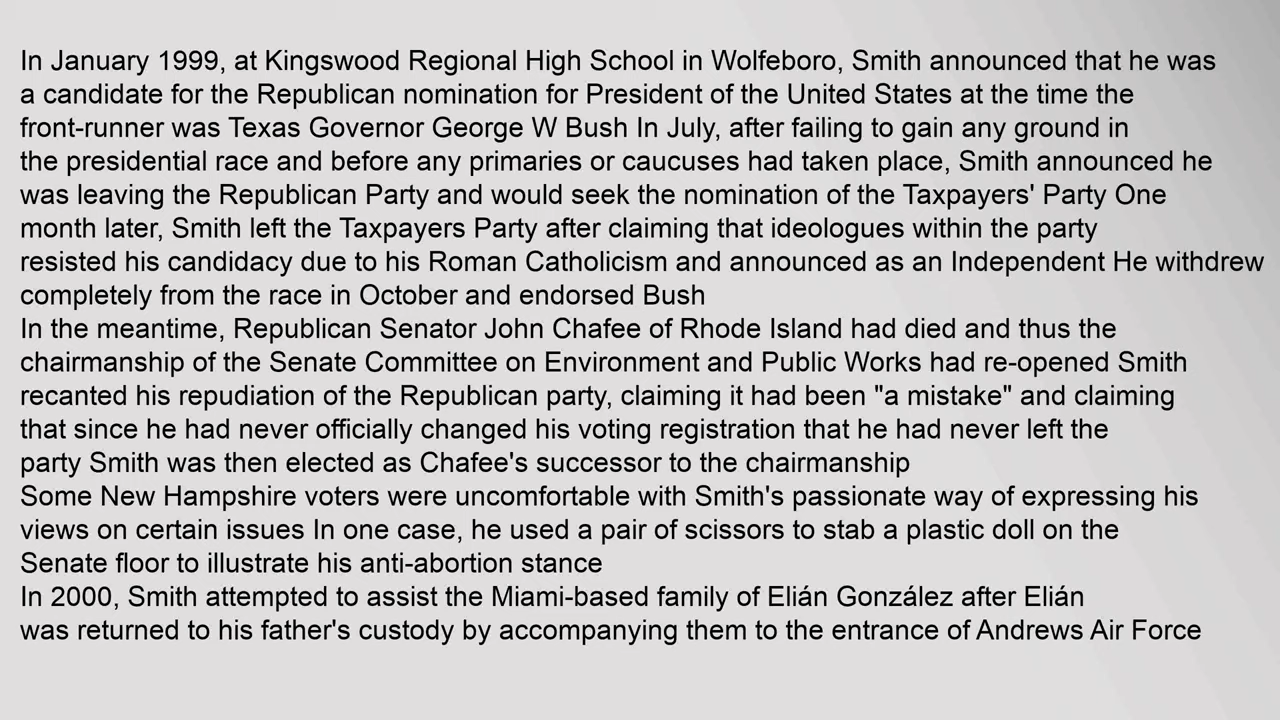 In January 1999, at Kingswood Regional High School in Wolfeboro, Smith announced that he was
a candidate for the Republican nomination for President of the United States at the time the
front-runner was Texas Governor George W Bush In July, after failing to gain any ground in
the presidential race and before any primaries or caucuses had taken place, Smith announced he
was leaving the Republican Party and would seek the nomination of the Taxpayers' Party One
month later, Smith left the Taxpayers Party after claiming that ideologues within the party
resisted his candidacy due to his Roman Catholicism and announced as an Independent He withdrew
completely from the race in October and endorsed Bush
In the meantime, Republican Senator John Chafee of Rhode Island had died and thus the
chairmanship of the Senate Committee on Environment and Public Works had re-opened Smith
recanted his repudiation of the Republican party, claiming it had been "a mistake" and claiming
that since he had never officially changed his voting registration that he had never left the
party Smith was then elected as Chafee's successor to the chairmanship
Some New Hampshire voters were uncomfortable with Smith's passionate way of expressing his
views on certain issues In one case, he used a pair of scissors to stab a plastic doll on the
Senate floor to illustrate his anti-abortion stance
In 2000, Smith attempted to assist the Miami-based family of Elián González after Elián
was returned to his father's custody by accompanying them to the entrance of Andrews Air Force